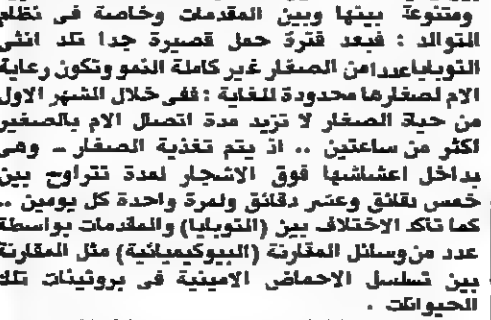 ومتنوعة بينها وبين المقدمات وخاصة فى نظام
التوالد : فبعد فترة حمل قصيرة جدا تلد انثى
التوبايا عددا من الصغار غير كاملة النمو وتكون رعاية
الام لصغارها محدودة للغاية : ففى خلال الشهر الاول
من حياة الصغار لا تزيد مدة اتصال الام بالصغير
اكثر من ساعتين .. اذ يتم تغذية الصغار ــ وهى
بداخل اعشاشها فوق الاشجار لمدة تتراوح بين
خمس دقائق وعشر دقائق ولمرة واحدة كل يومين ..
كما تاكد الاختلاف بين (التوبايا) والمقدمات بواسطة
عدد من وسائل المقارنة (البيوكيميائية) مثل المقارنة
بين تسلسل الاحماض الامينية فى بروتينات تلك
الحيوانات .